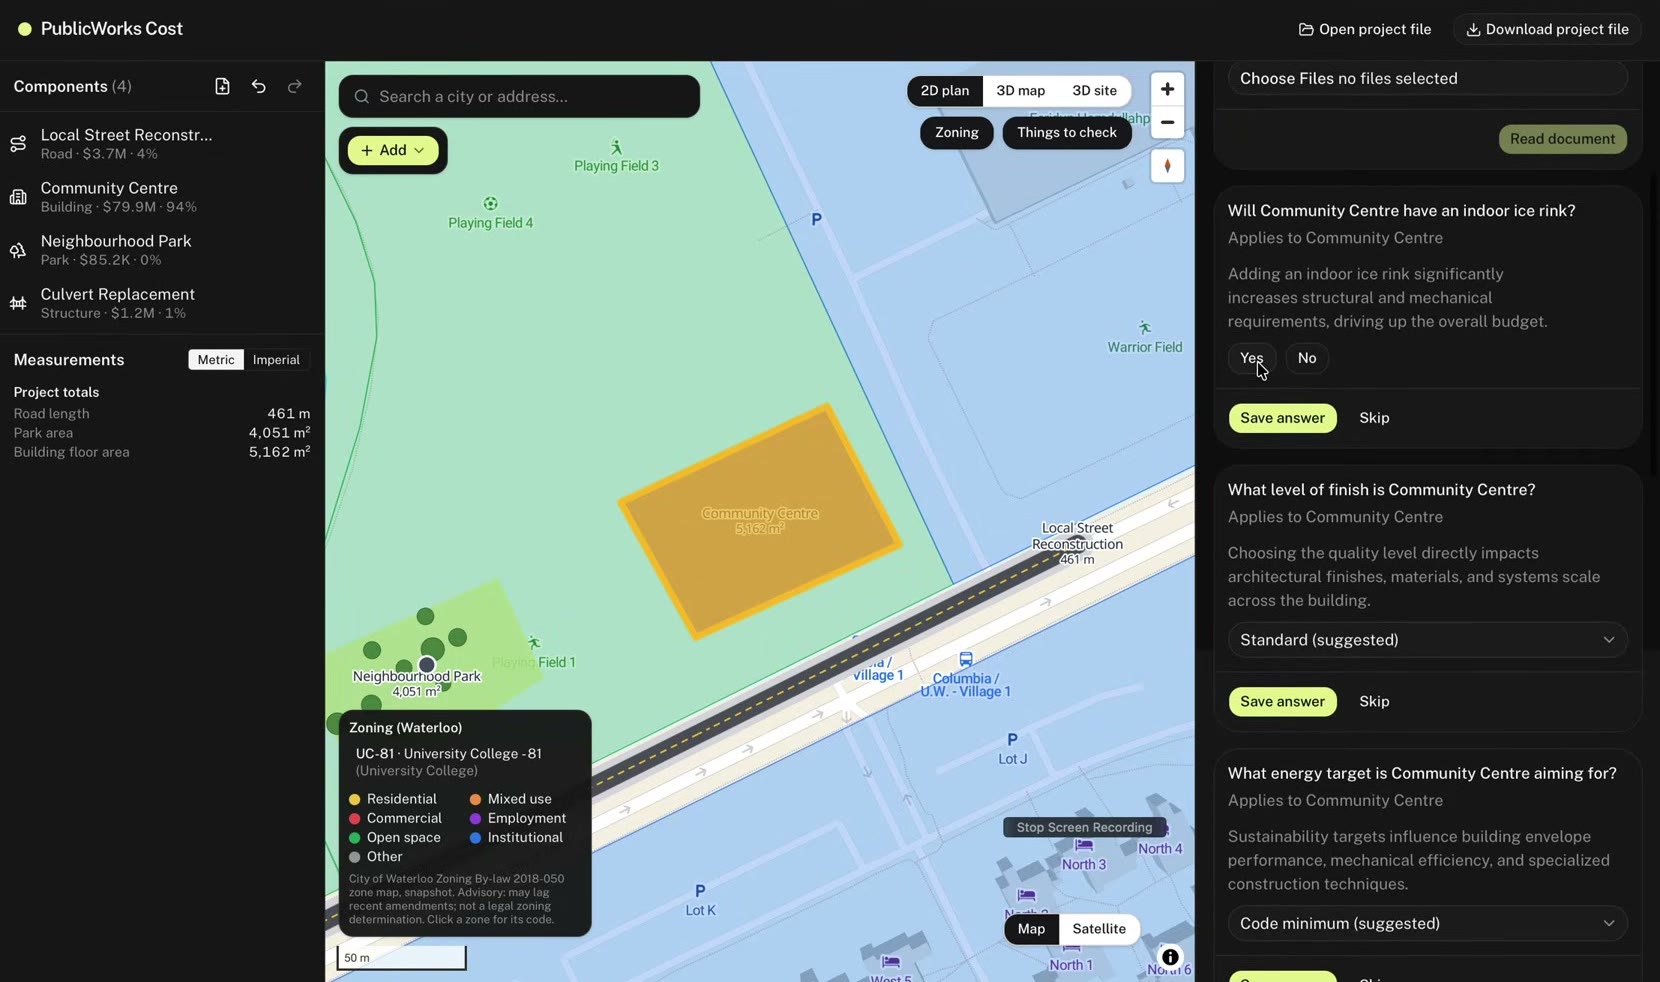 PublicWorks Cost
Open project file
Download project file
Components (4)
Local Street Reconstr...
Road · $3.7M · 4%
Community Centre
Building · $79.9M · 94%
Neighbourhood Park
Park · $85.2K · 0%
Culvert Replacement
Structure · $1.2M · 1%
Measurements
Metric
Imperial
Project totals
Road length 461 m
Park area 4,051 m²
Building floor area 5,162 m²
Search a city or address...
+ Add
2D plan
3D map
3D site
Zoning
Things to check
+
−
Playing Field 3
Playing Field 4
P
Warrior Field
Community Centre
5,162 m²
Local Street
Reconstruction
461 m
Playing Field 1
Neighbourhood Park
4,051 m²
Village 1
Columbia /
U.W. - Village 1
P
Lot J
P
Lot K
Stop Screen Recording
North 4
North 3
North 1
North 6
West 5
Zoning (Waterloo)
UC-81 · University College - 81
(University College)
Residential
Mixed use
Commercial
Employment
Open space
Institutional
Other
City of Waterloo Zoning By-law 2018-050
zone map, snapshot. Advisory: may lag
recent amendments; not a legal zoning
determination. Click a zone for its code.
50 m
Map
Satellite
Choose Files no files selected
Read document
Will Community Centre have an indoor ice rink?
Applies to Community Centre
Adding an indoor ice rink significantly
increases structural and mechanical
requirements, driving up the overall budget.
Yes
No
Save answer
Skip
What level of finish is Community Centre?
Applies to Community Centre
Choosing the quality level directly impacts
architectural finishes, materials, and systems scale
across the building.
Standard (suggested)
Save answer
Skip
What energy target is Community Centre aiming for?
Applies to Community Centre
Sustainability targets influence building envelope
performance, mechanical efficiency, and specialized
construction techniques.
Code minimum (suggested)